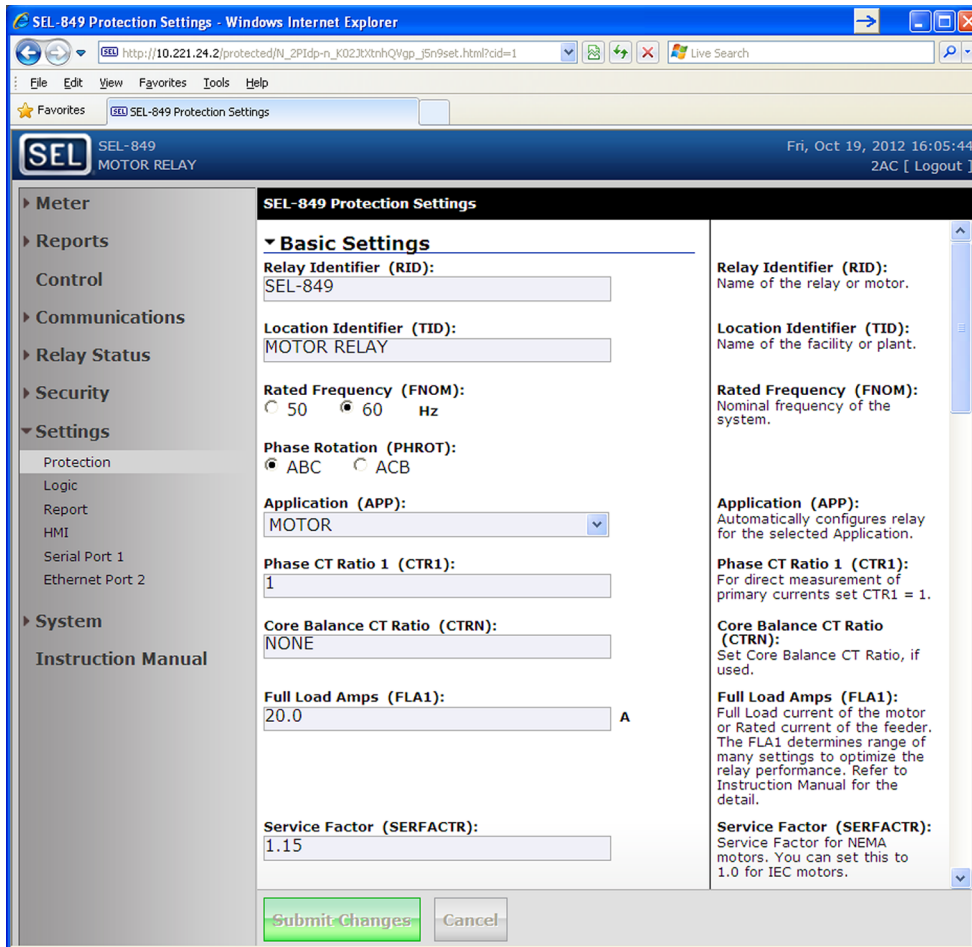 SEL-849 Protection Settings - Windows Internet Explorer
SEL http://10.221.24.2/protected/N_2PIdp-n_K02JtXtnhQVgp_j5n9set.html?cid=1
Live Search
File Edit View Favorites Tools Help
Favorites SEL SEL-849 Protection Settings
SEL
SEL-849
MOTOR RELAY
Fri, Oct 19, 2012 16:05:44
2AC [ Logout ]
Meter
Reports
Control
Communications
Relay Status
Security
Settings
Protection
Logic
Report
HMI
Serial Port 1
Ethernet Port 2
System
Instruction Manual
SEL-849 Protection Settings
Basic Settings
Relay Identifier (RID):
SEL-849
Location Identifier (TID):
MOTOR RELAY
Rated Frequency (FNOM):
50 60 Hz
Phase Rotation (PHROT):
ABC ACB
Application (APP):
MOTOR
Phase CT Ratio 1 (CTR1):
1
Core Balance CT Ratio (CTRN):
NONE
Full Load Amps (FLA1):
20.0 A
Service Factor (SERFACTR):
1.15
Relay Identifier (RID):
Name of the relay or motor.
Location Identifier (TID):
Name of the facility or plant.
Rated Frequency (FNOM):
Nominal frequency of the
system.
Application (APP):
Automatically configures relay
for the selected Application.
Phase CT Ratio 1 (CTR1):
For direct measurement of
primary currents set CTR1 = 1.
Core Balance CT Ratio
(CTRN):
Set Core Balance CT Ratio, if
used.
Full Load Amps (FLA1):
Full Load current of the motor
or Rated current of the feeder.
The FLA1 determines range of
many settings to optimize the
relay performance. Refer to
Instruction Manual for the
detail.
Service Factor (SERFACTR):
Service Factor for NEMA
motors. You can set this to
1.0 for IEC motors.
Submit Changes Cancel